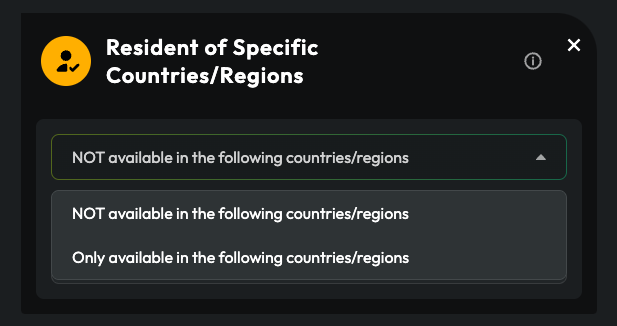 Resident of Specific
Countries/Regions
NOT available in the following countries/regions
NOT available in the following countries/regions
Only available in the following countries/regions